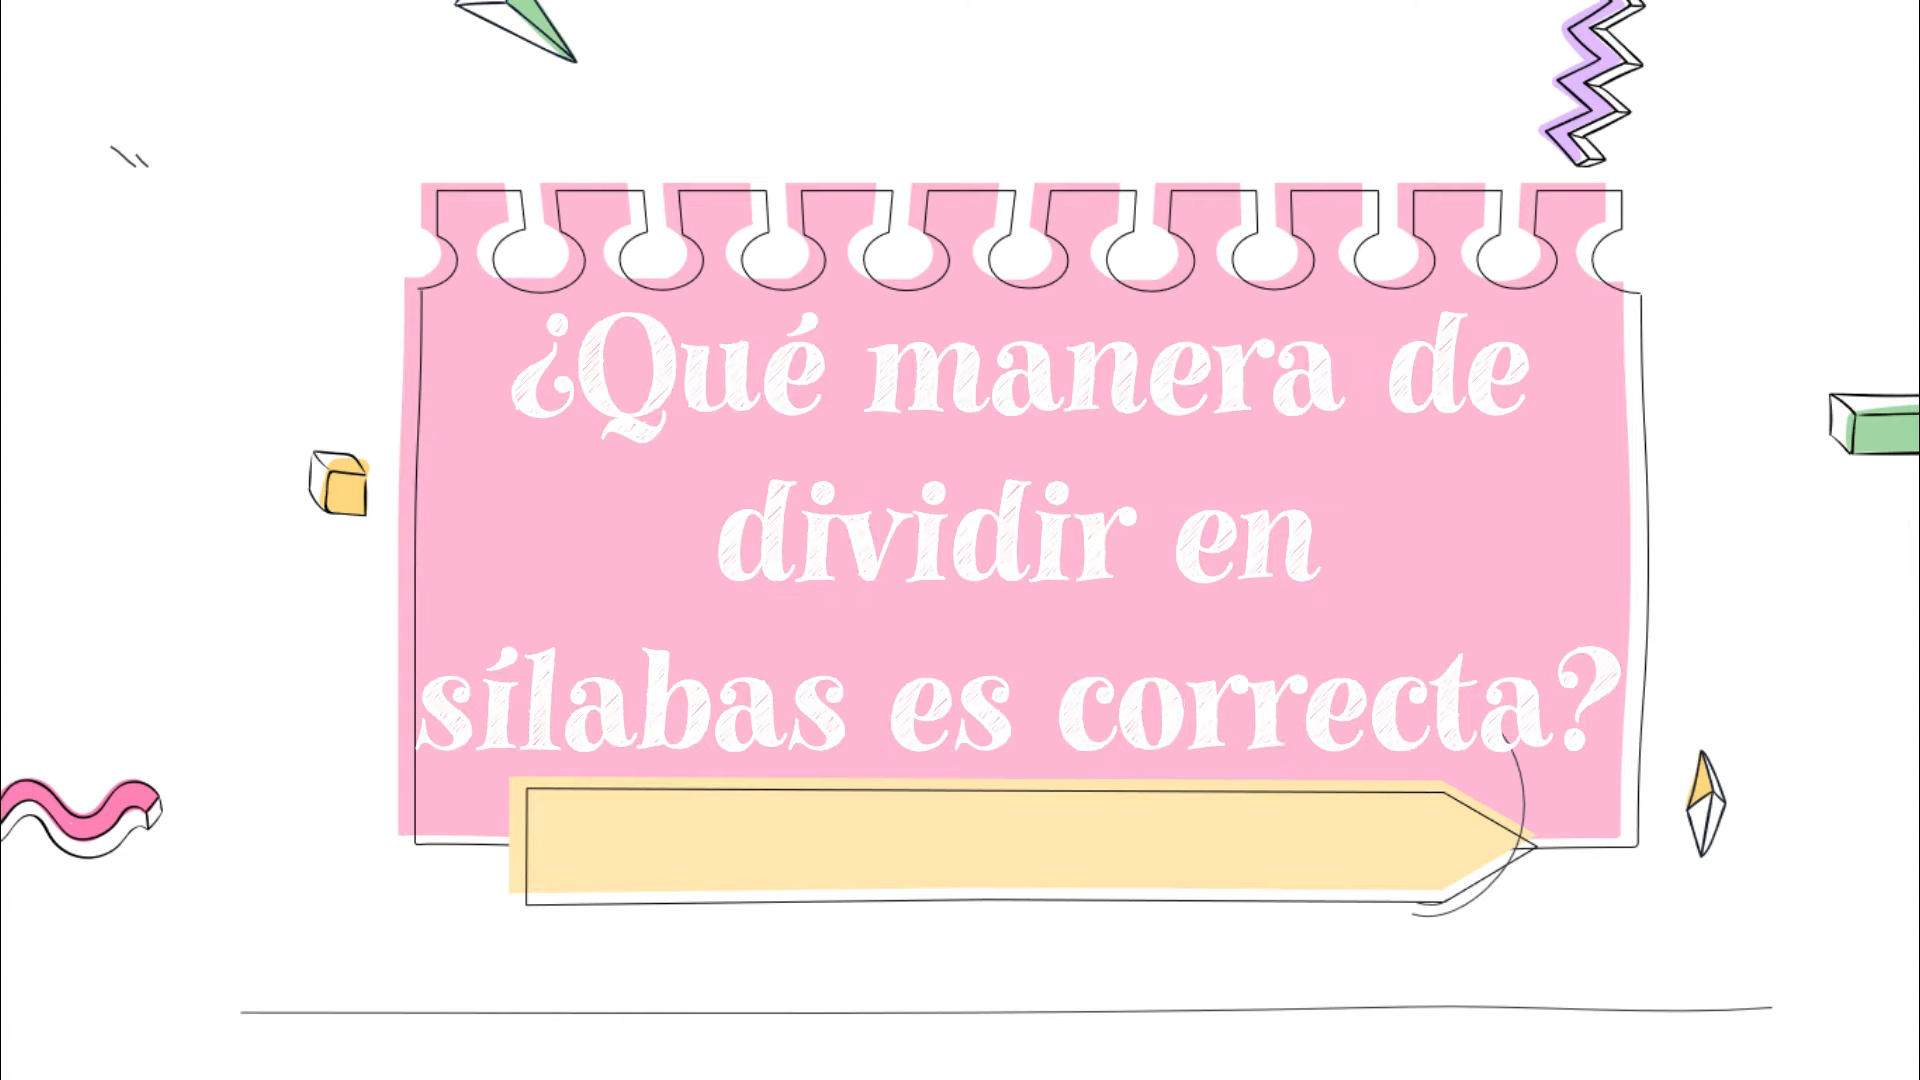 ¿Qué manera de
dividir en
sílabas es correcta?